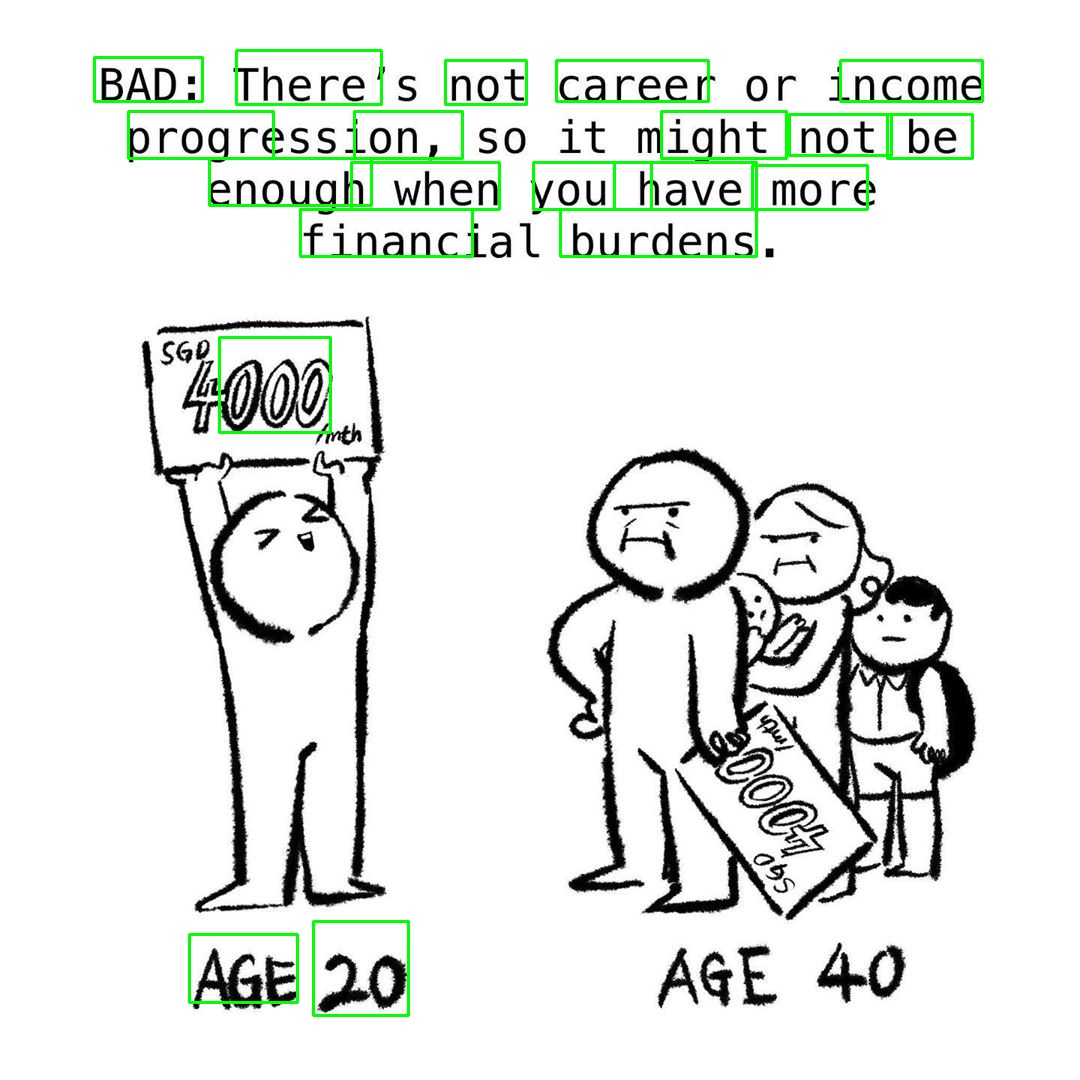 BAD: There's not career or income
progression, so it might not be
enough when you have more
financial burdens.
SGD
4000
/mth
/mth
4000
SGD
AGE 20
AGE 40